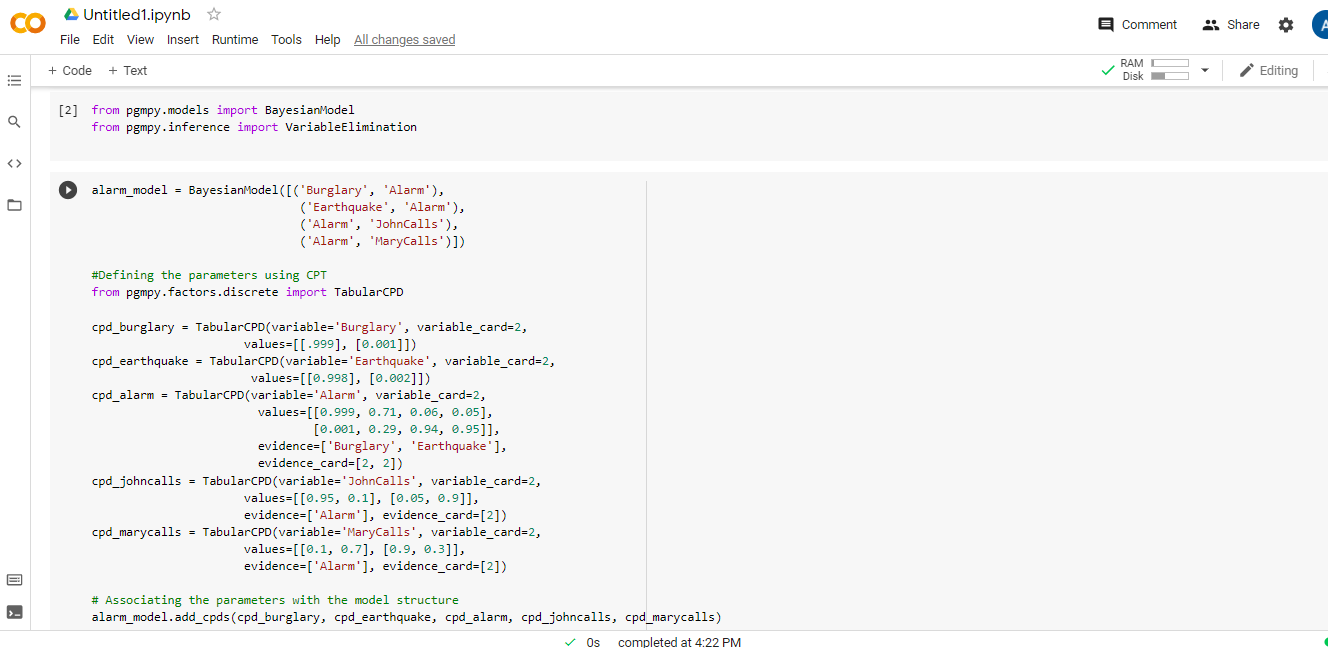 Untitled1.ipynb
Comment Share A
File Edit View Insert Runtime Tools Help All changes saved
+ Code + Text
RAM
Disk
Editing
[2] from pgmpy.models import BayesianModel
from pgmpy.inference import VariableElimination
alarm_model = BayesianModel([('Burglary', 'Alarm'),
('Earthquake', 'Alarm'),
('Alarm', 'JohnCalls'),
('Alarm', 'MaryCalls')])
#Defining the parameters using CPT
from pgmpy.factors.discrete import TabularCPD
cpd_burglary = TabularCPD(variable='Burglary', variable_card=2,
values=[[.999], [0.001]])
cpd_earthquake = TabularCPD(variable='Earthquake', variable_card=2,
values=[[0.998], [0.002]])
cpd_alarm = TabularCPD(variable='Alarm', variable_card=2,
values=[[0.999, 0.71, 0.06, 0.05],
[0.001, 0.29, 0.94, 0.95]],
evidence=['Burglary', 'Earthquake'],
evidence_card=[2, 2])
cpd_johncalls = TabularCPD(variable='JohnCalls', variable_card=2,
values=[[0.95, 0.1], [0.05, 0.9]],
evidence=['Alarm'], evidence_card=[2])
cpd_marycalls = TabularCPD(variable='MaryCalls', variable_card=2,
values=[[0.1, 0.7], [0.9, 0.3]],
evidence=['Alarm'], evidence_card=[2])
# Associating the parameters with the model structure
alarm_model.add_cpds(cpd_burglary, cpd_earthquake, cpd_alarm, cpd_johncalls, cpd_marycalls)
0s completed at 4:22 PM